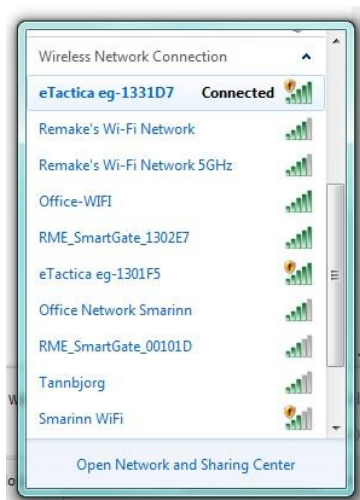 Wireless Network Connection
eTactica eg-1331D7 Connected
Remake's Wi-Fi Network
Remake's Wi-Fi Network 5GHz
Office-WIFI
RME_SmartGate_1302E7
eTactica eg-1301F5
Office Network Smarinn
RME_SmartGate_00101D
Tannbjorg
Smarinn WiFi
Open Network and Sharing Center